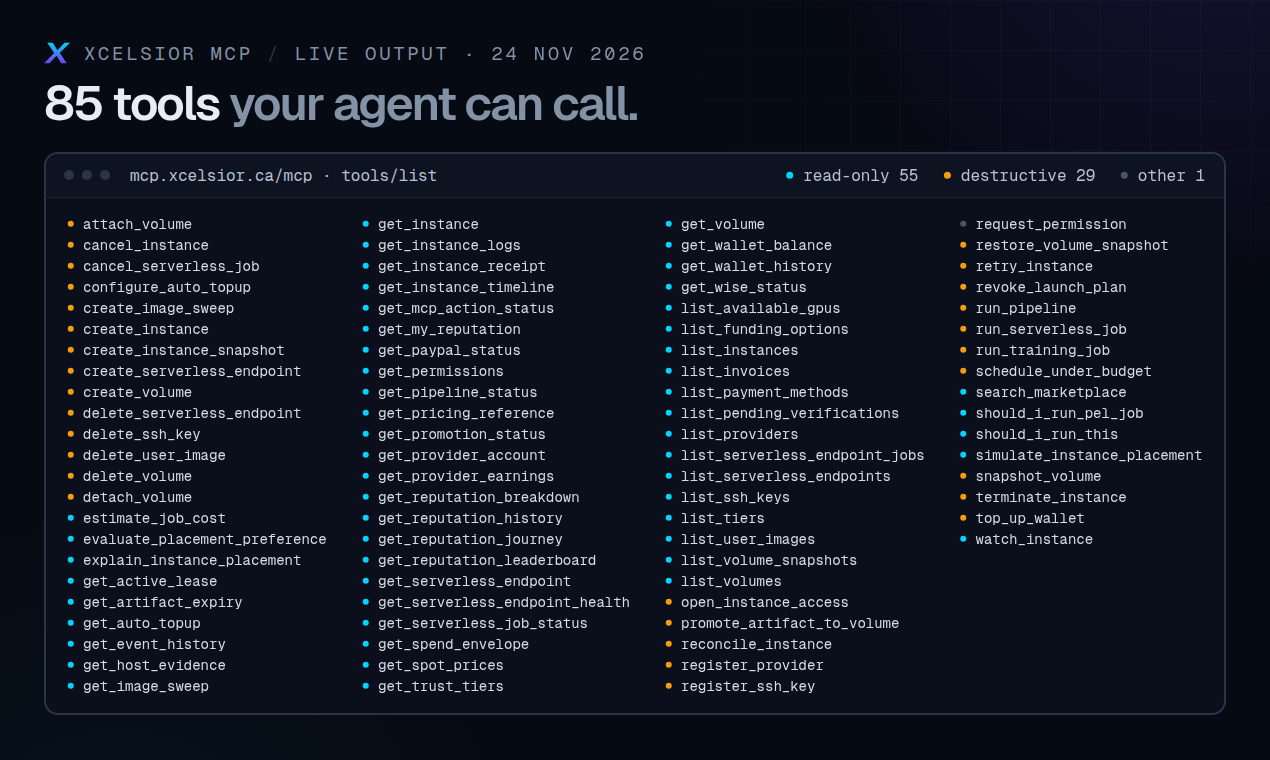 XCELSIOR MCP / LIVE OUTPUT · 24 NOV 2026
85 tools your agent can call.
mcp.xcelsior.ca/mcp · tools/list
read-only 55
destructive 29
other 1
attach_volume
cancel_instance
cancel_serverless_job
configure_auto_topup
create_image_sweep
create_instance
create_instance_snapshot
create_serverless_endpoint
create_volume
delete_serverless_endpoint
delete_ssh_key
delete_user_image
delete_volume
detach_volume
estimate_job_cost
evaluate_placement_preference
explain_instance_placement
get_active_lease
get_artifact_expiry
get_auto_topup
get_event_history
get_host_evidence
get_image_sweep
get_instance
get_instance_logs
get_instance_receipt
get_instance_timeline
get_mcp_action_status
get_my_reputation
get_paypal_status
get_permissions
get_pipeline_status
get_pricing_reference
get_promotion_status
get_provider_account
get_provider_earnings
get_reputation_breakdown
get_reputation_history
get_reputation_journey
get_reputation_leaderboard
get_serverless_endpoint
get_serverless_endpoint_health
get_serverless_job_status
get_spend_envelope
get_spot_prices
get_trust_tiers
get_volume
get_wallet_balance
get_wallet_history
get_wise_status
list_available_gpus
list_funding_options
list_instances
list_invoices
list_payment_methods
list_pending_verifications
list_providers
list_serverless_endpoint_jobs
list_serverless_endpoints
list_ssh_keys
list_tiers
list_user_images
list_volume_snapshots
list_volumes
open_instance_access
promote_artifact_to_volume
reconcile_instance
register_provider
register_ssh_key
request_permission
restore_volume_snapshot
retry_instance
revoke_launch_plan
run_pipeline
run_serverless_job
run_training_job
schedule_under_budget
search_marketplace
should_i_run_pel_job
should_i_run_this
simulate_instance_placement
snapshot_volume
terminate_instance
top_up_wallet
watch_instance